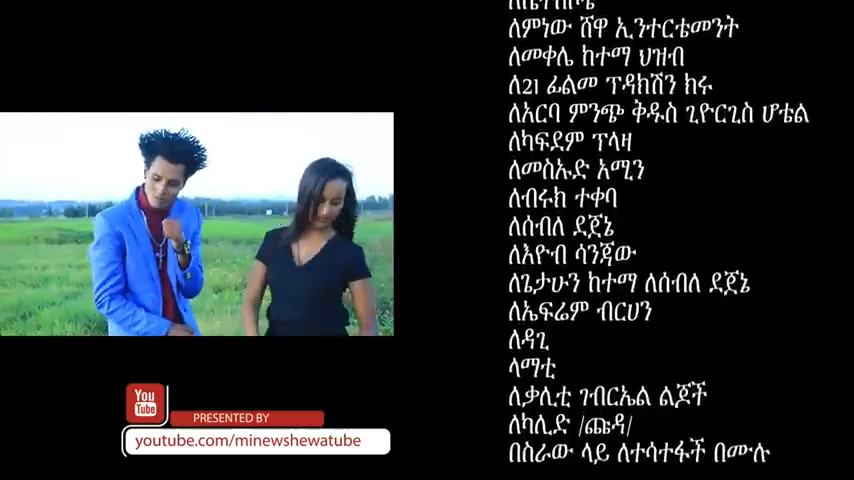 ለምነው ሸዋ ኢንተርቴመንት
ለመቀሌ ከተማ ህዝብ
ለ21 ፊልመ ፕዳክሽን ክሩ
ለአርባ ምንጭ ቅዱስ ጊዮርጊስ ሆቴል
ለካፍደም ፕላዛ
ለመስኡድ አሚን
ለብሩክ ተቀባ
ለሰብለ ደጀኔ
ለእዮብ ሳንጃው
ለጌታሁን ከተማ ለሰብለ ደጀኔ
ለኤፍሬም ብርሀን
ለዳጊ
ላማቲ
ለቃሊቲ ገብርኤል ልጆች
ለካሊድ /ጩዳ/
በስራው ላይ ለተሳተፋች በሙሉ
You
Tube
PRESENTED BY
youtube.com/minewshewatube